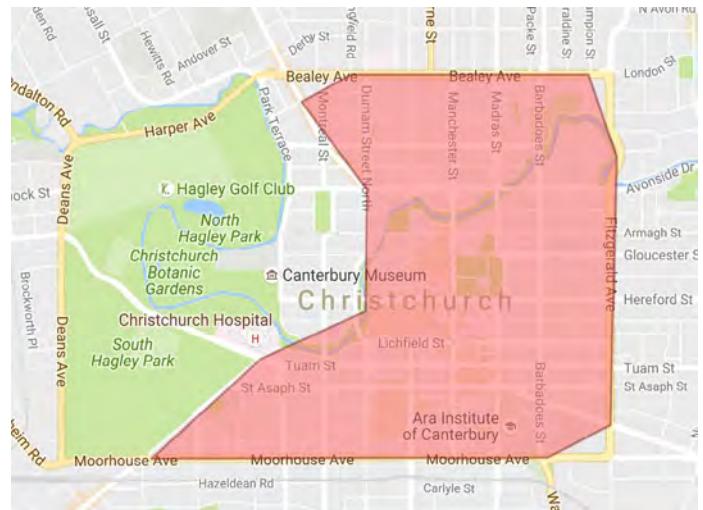 N Avon Rd
Derby St
Andover St
Hewitts Rd
London St
Bealey Ave
Bealey Ave
Harper Ave
Park Terrace
Montreal St
Durham Street North
Manchester St
Madras St
Barbadoes St
Packe St
Deans Ave
Hagley Golf Club
Avonside Dr
North
Hagley Park
Christchurch
Botanic
Gardens
Canterbury Museum
Christchurch
Fitzgerald Ave
Armagh St
Gloucester S
Hereford St
Brockworth Pl
Deans Ave
Christchurch Hospital
H
South
Hagley Park
Lichfield St
Tuam St
Tuam St
St Asaph St
St Asaph St
Barbadoes St
Ara Institute
of Canterbury
Moorhouse Ave
Moorhouse Ave
Moorhouse Ave
Hazeldean Rd
Carlyle St